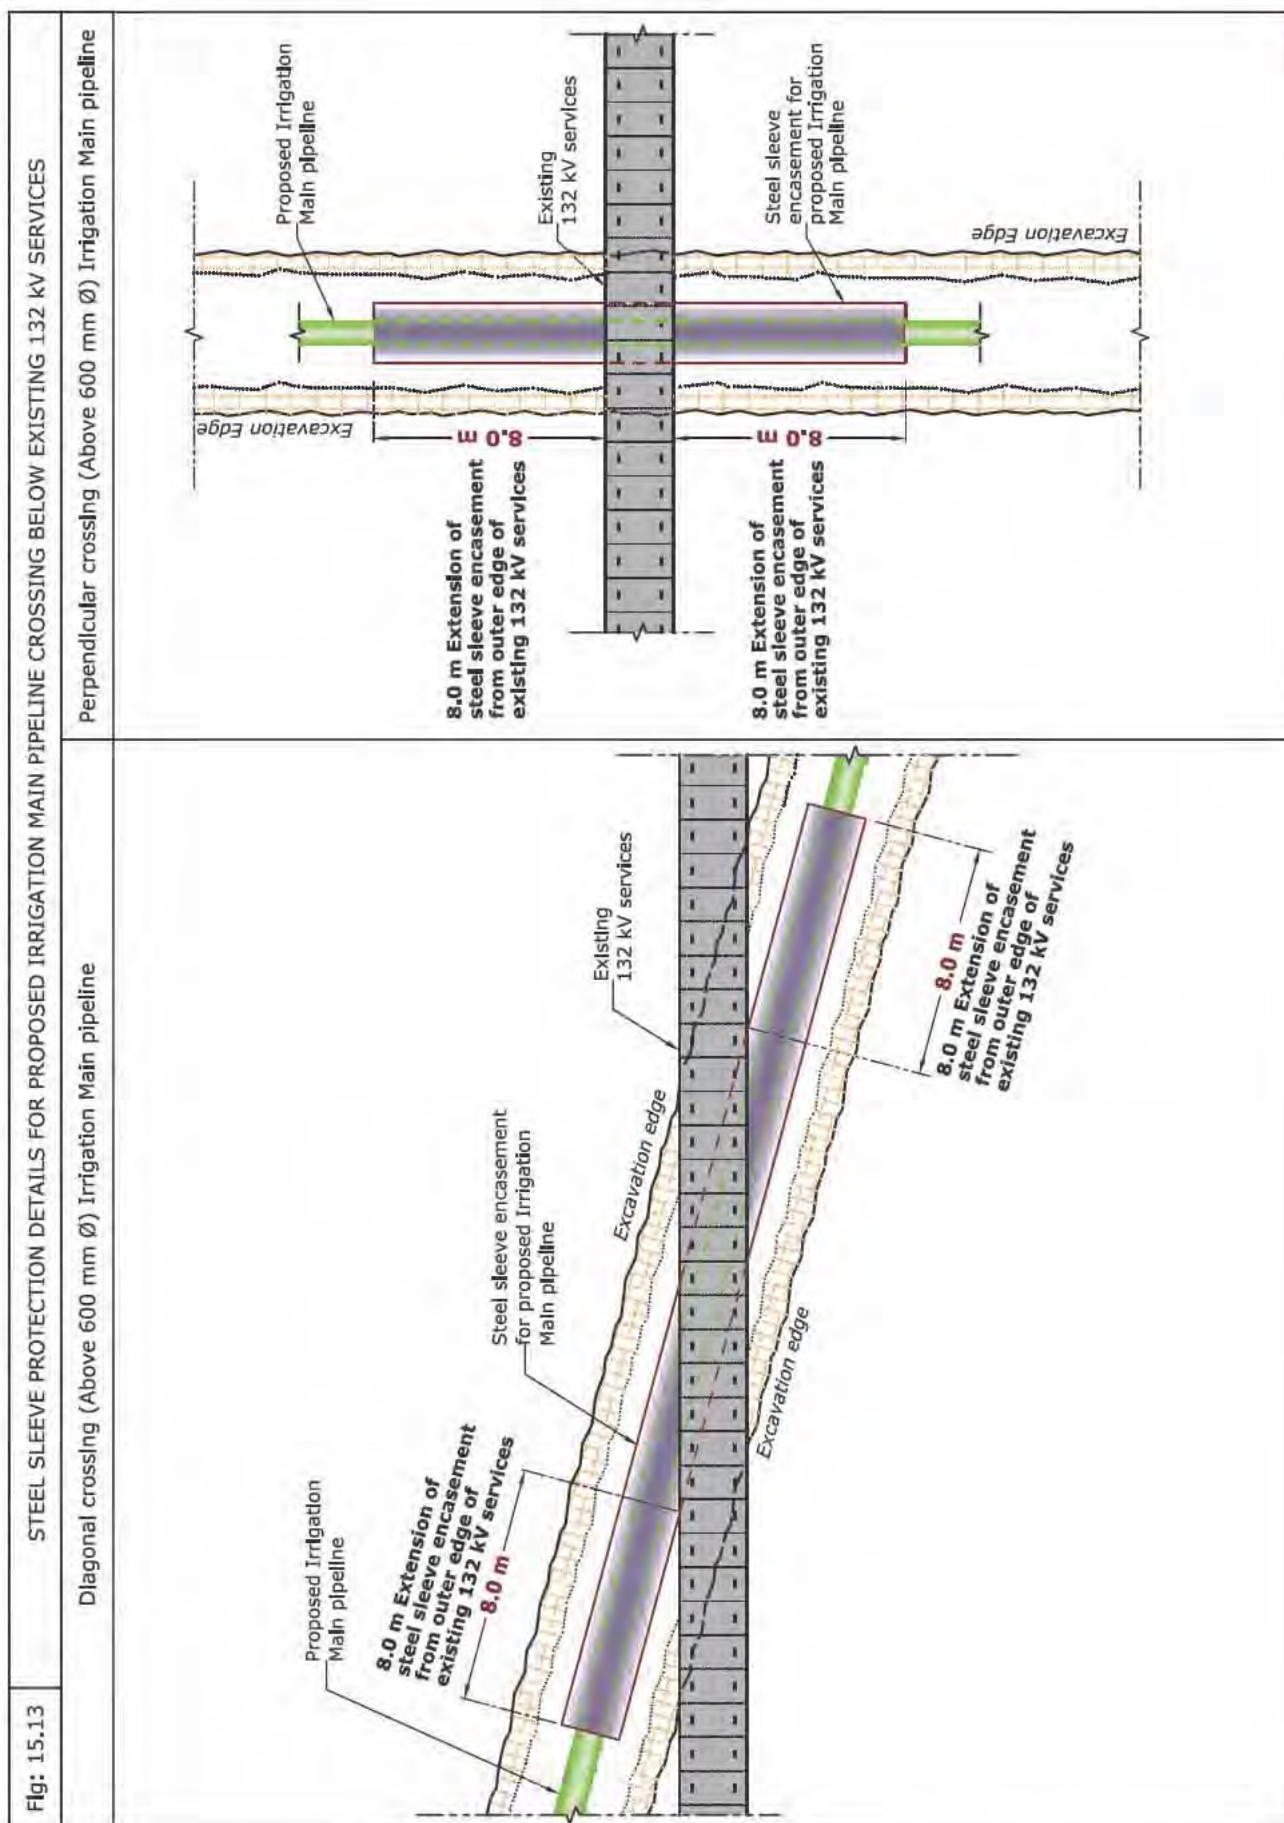 Fig: 15.13
STEEL SLEEVE PROTECTION DETAILS FOR PROPOSED IRRIGATION MAIN PIPELINE CROSSING BELOW EXISTING 132 kV SERVICES
Diagonal crossing (Above 600 mm Ø) Irrigation Main pipeline
Proposed Irrigation
Main pipeline
8.0 m Extension of
steel sleeve encasement
from outer edge of
existing 132 kV services
8.0 m
Steel sleeve encasement
for proposed Irrigation
Main pipeline
Excavation edge
Existing
132 kV services
Excavation edge
8.0 m
8.0 m Extension of
steel sleeve encasement
from outer edge of
existing 132 kV services
Perpendicular crossing (Above 600 mm Ø) Irrigation Main pipeline
Proposed Irrigation
Main pipeline
Excavation Edge
8.0 m
8.0 m Extension of
steel sleeve encasement
from outer edge of
existing 132 kV services
Existing
132 kV services
8.0 m
8.0 m Extension of
steel sleeve encasement
from outer edge of
existing 132 kV services
Steel sleeve
encasement for
proposed Irrigation
Main pipeline
Excavation Edge